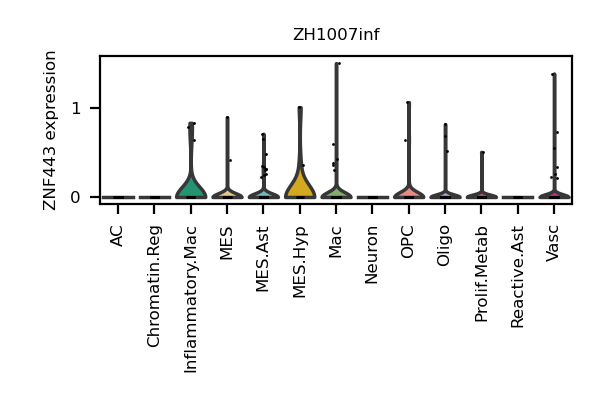 ZH1007inf
ZNF443 expression
1
0
AC
Chromatin.Reg
Inflammatory.Mac
MES
MES.Ast
MES.Hyp
Mac
Neuron
OPC
Oligo
Prolif.Metab
Reactive.Ast
Vasc